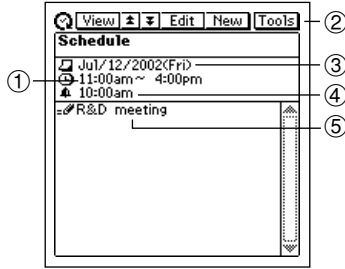 View Edit New Tools ②
Schedule
Jul/12/2002(Fri) ③
① 11:00am~ 4:00pm
10:00am ④
R&D meeting
⑤